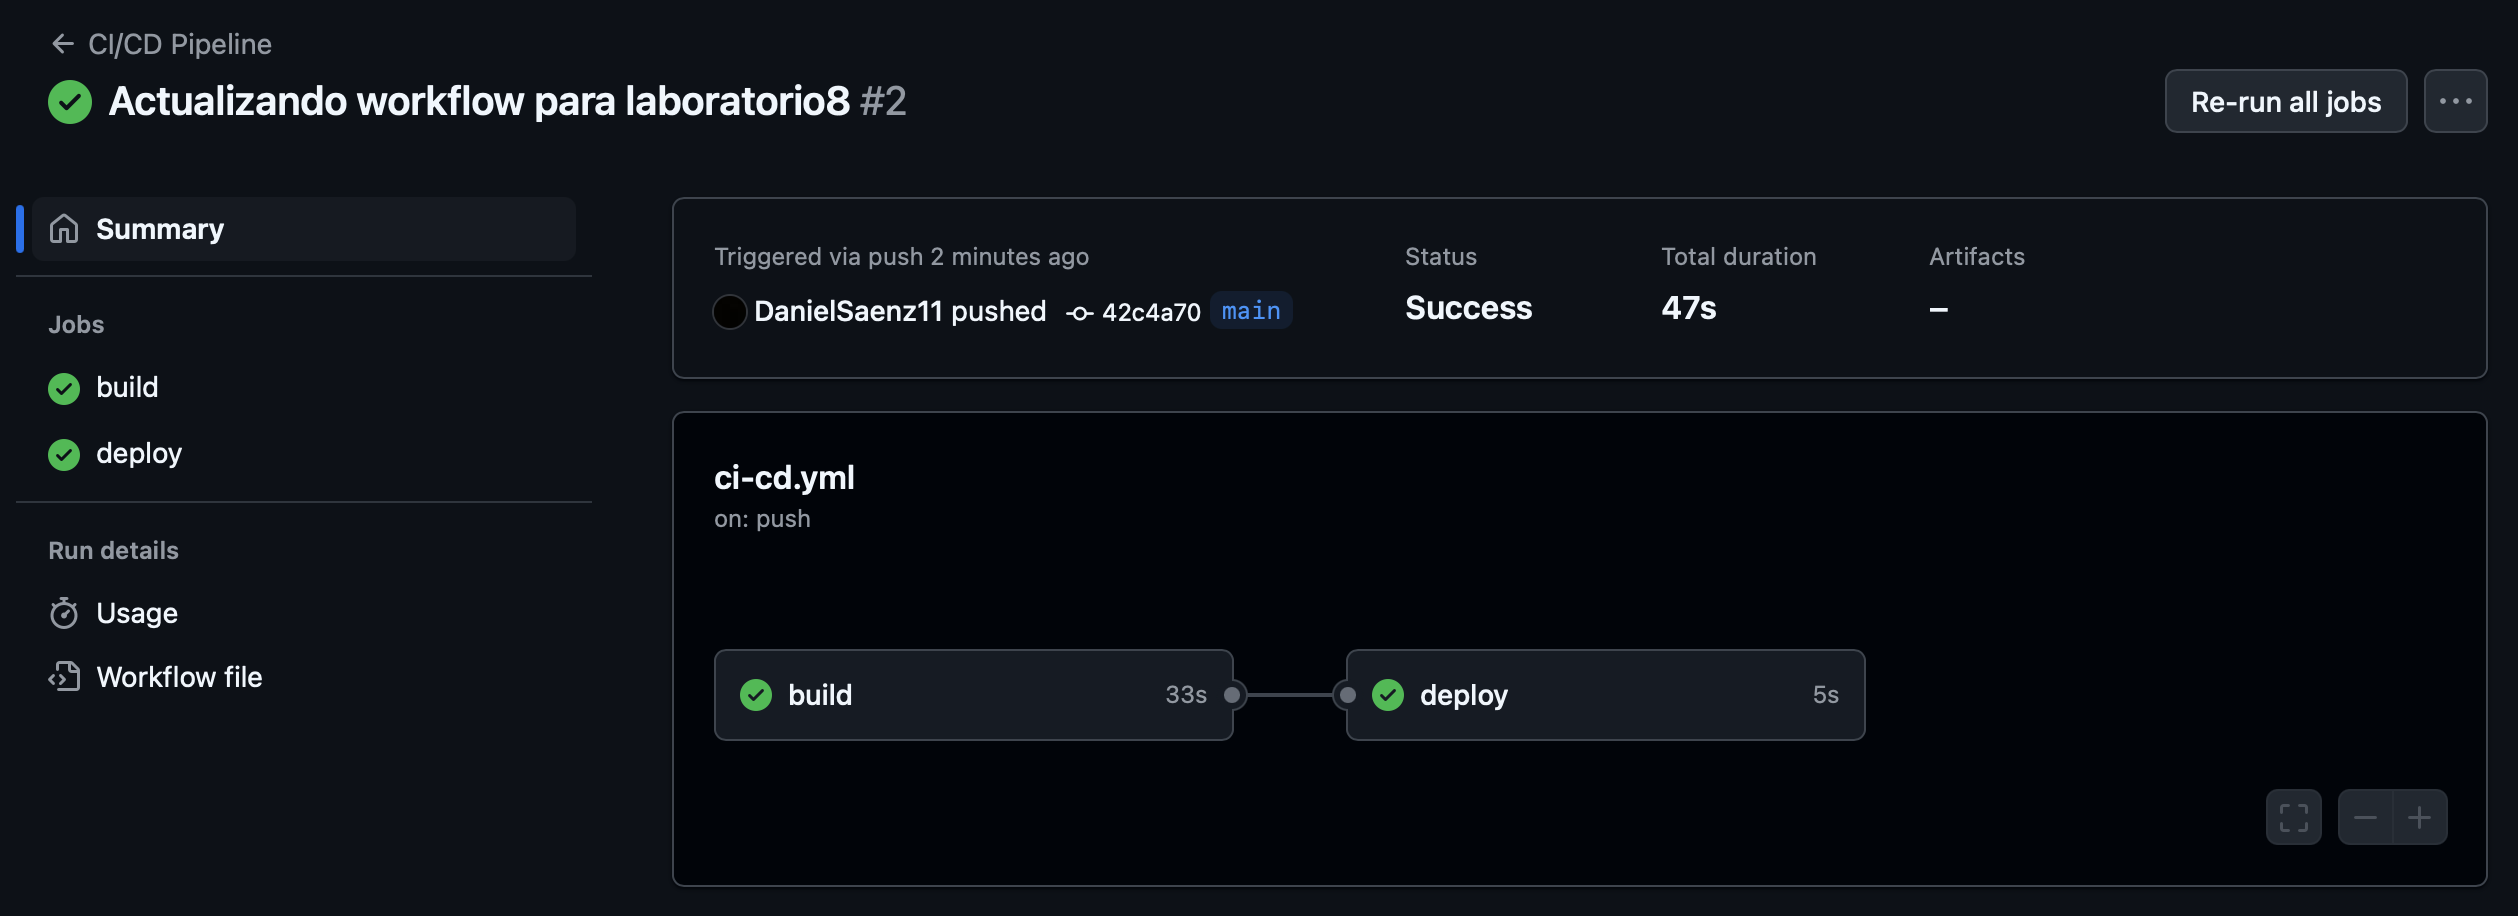 CI/CD Pipeline
Actualizando workflow para laboratorio8 #2
Re-run all jobs
Summary
Jobs
build
deploy
Run details
Usage
Workflow file
Triggered via push 2 minutes ago
DanielSaenz11 pushed 42c4a70 main
Status
Success
Total duration
47s
Artifacts
–
ci-cd.yml
on: push
build 33s
deploy 5s